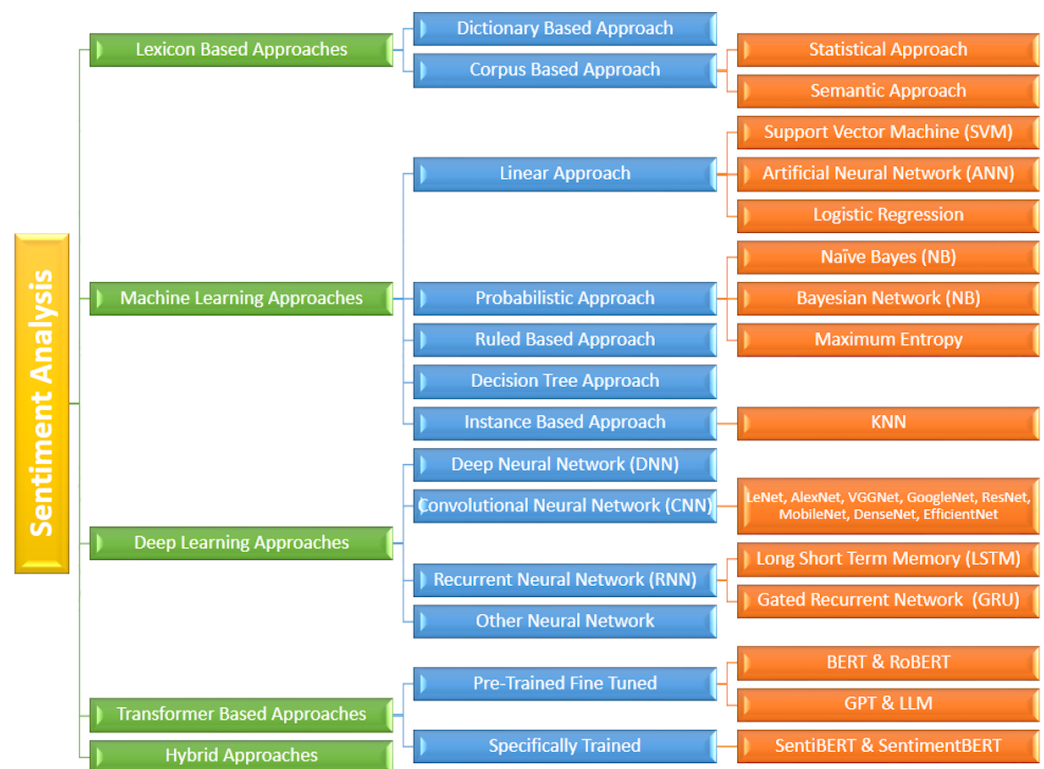 Sentiment Analysis
Lexicon Based Approaches
Dictionary Based Approach
Corpus Based Approach
Statistical Approach
Semantic Approach
Machine Learning Approaches
Linear Approach
Support Vector Machine (SVM)
Artificial Neural Network (ANN)
Logistic Regression
Probabilistic Approach
Naïve Bayes (NB)
Bayesian Network (NB)
Maximum Entropy
Ruled Based Approach
Decision Tree Approach
Instance Based Approach
KNN
Deep Learning Approaches
Deep Neural Network (DNN)
Convolutional Neural Network (CNN)
LeNet, AlexNet, VGGNet, GoogleNet, ResNet,
MobileNet, DenseNet, EfficientNet
Recurrent Neural Network (RNN)
Long Short Term Memory (LSTM)
Gated Recurrent Network (GRU)
Other Neural Network
Transformer Based Approaches
Pre-Trained Fine Tuned
BERT & RoBERT
GPT & LLM
Specifically Trained
SentiBERT & SentimentBERT
Hybrid Approaches